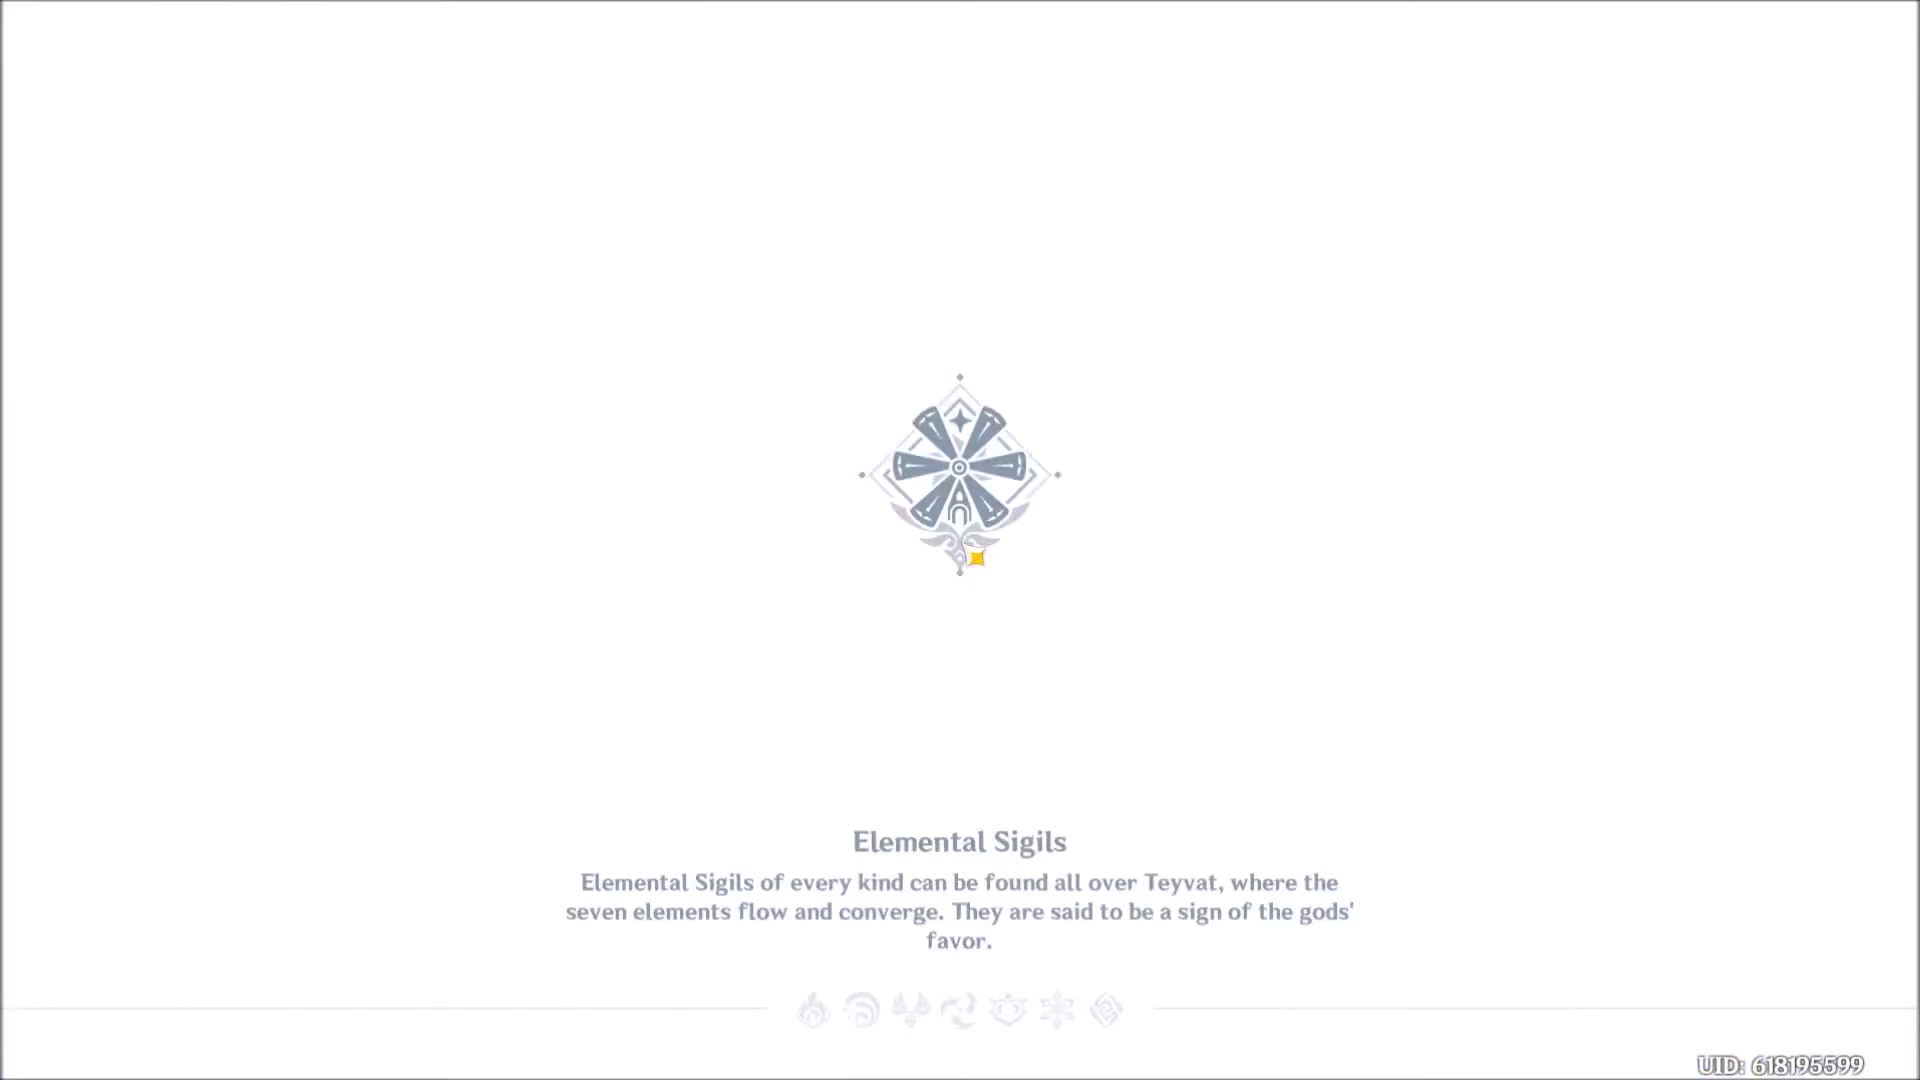 Elemental Sigils
Elemental Sigils of every kind can be found all over Teyvat, where the
seven elements flow and converge. They are said to be a sign of the gods'
favor.
UID: 618195599